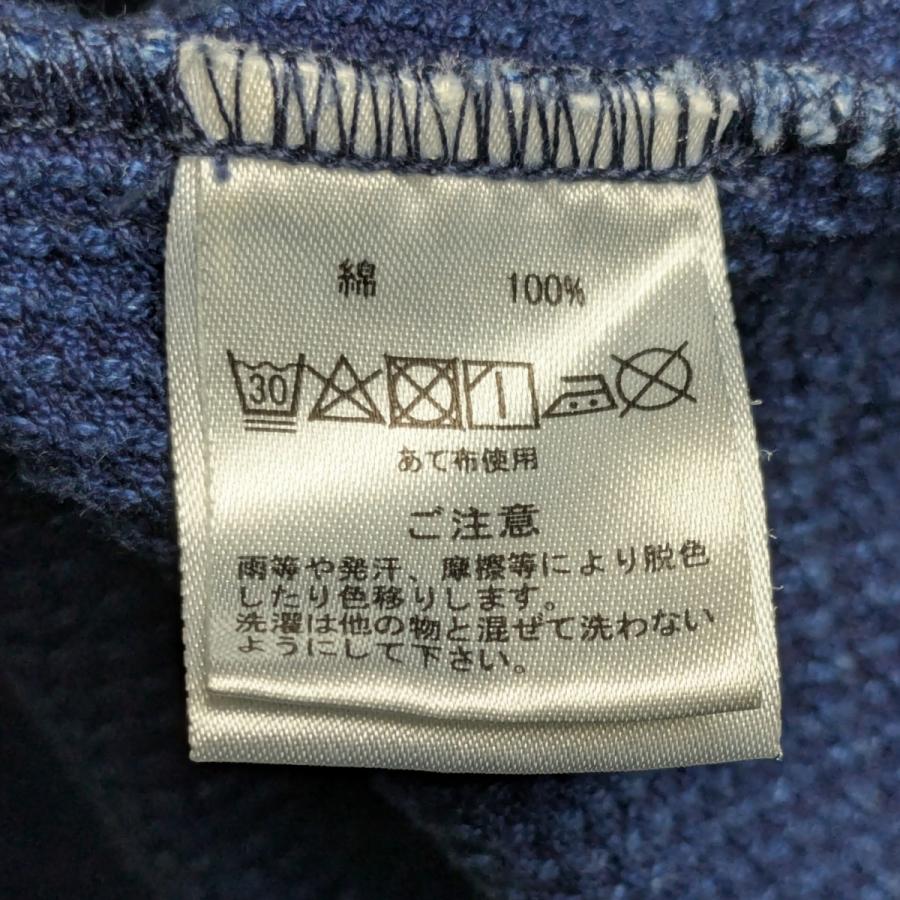 綿 100%
30
あて布使用
ご注意
雨等や発汗、摩擦等により脱色
したり色移りします。
洗濯は他の物と混ぜて洗わない
ようにして下さい。